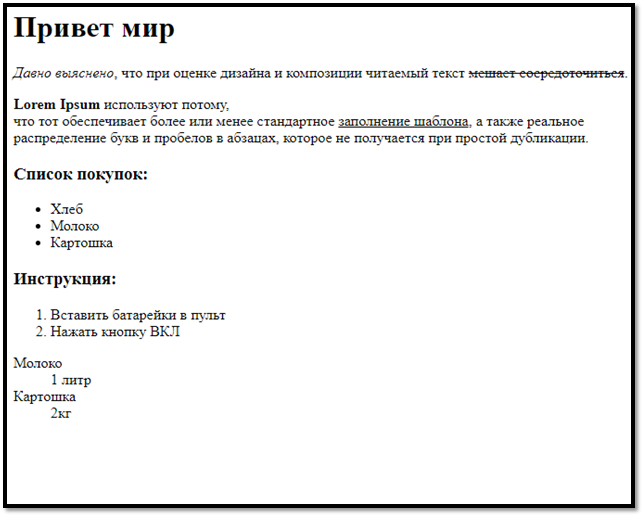 Привет мир
Давно выяснено, что при оценке дизайна и композиции читаемый текст мешает сосредоточиться.
Lorem Ipsum используют потому,
что тот обеспечивает более или менее стандартное заполнение шаблона, а также реальное
распределение букв и пробелов в абзацах, которое не получается при простой дубликации.
Список покупок:
• Хлеб
• Молоко
• Картошка
Инструкция:
1. Вставить батарейки в пульт
2. Нажать кнопку ВКЛ
Молоко
1 литр
Картошка
2кг